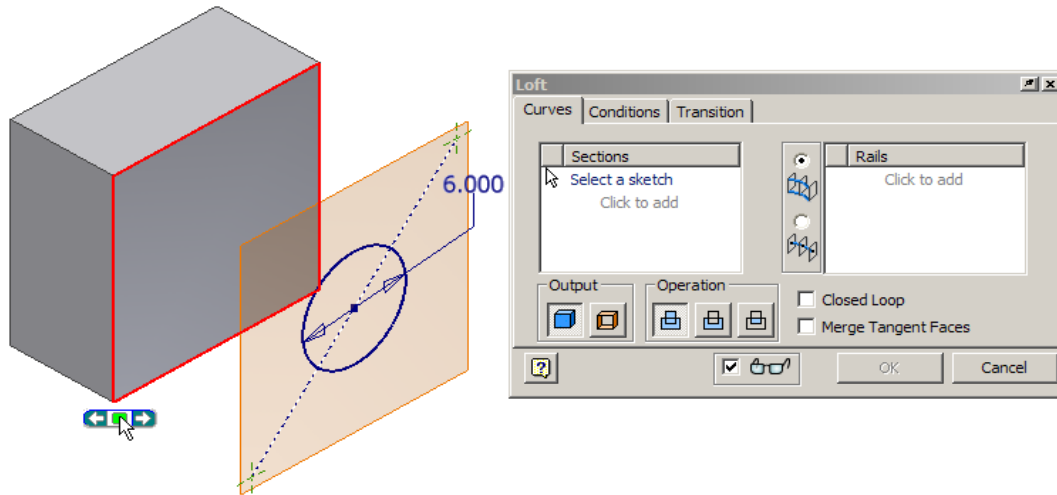 6.000
Loft
Curves
Conditions
Transition
Sections
Select a sketch
Click to add
Rails
Click to add
Output
Operation
Closed Loop
Merge Tangent Faces
?
OK
Cancel